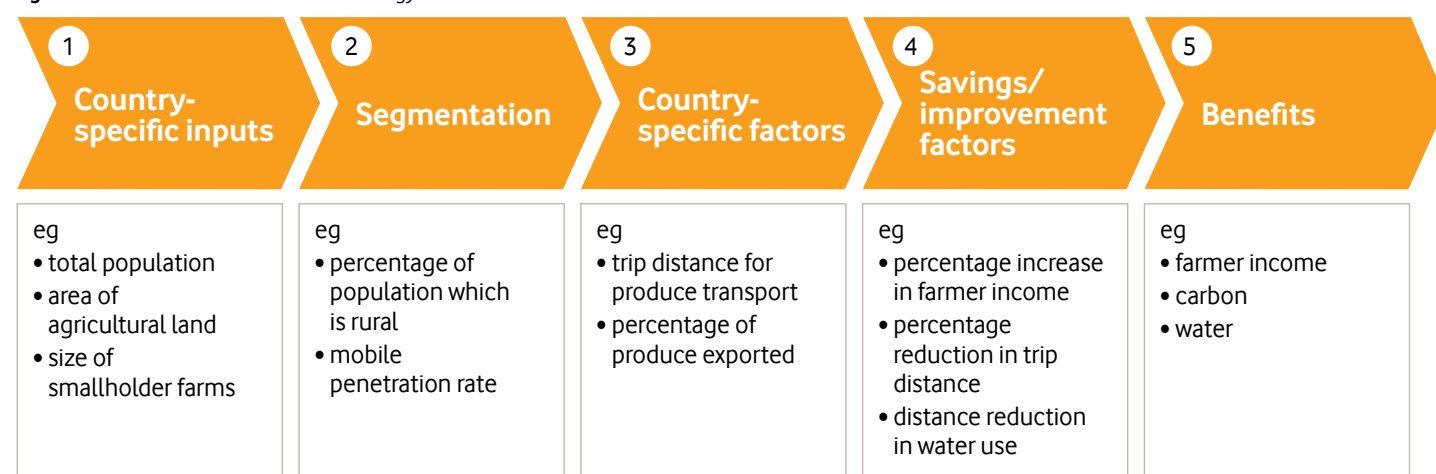 1
Country-
specific inputs
2
Segmentation
3
Country-
specific factors
4
Savings/
improvement
factors
5
Benefits
eg
• total population
• area of
agricultural land
• size of
smallholder farms
eg
• percentage of
population which
is rural
• mobile
penetration rate
eg
• trip distance for
produce transport
• percentage of
produce exported
eg
• percentage increase
in farmer income
• percentage
reduction in trip
distance
• distance reduction
in water use
eg
• farmer income
• carbon
• water